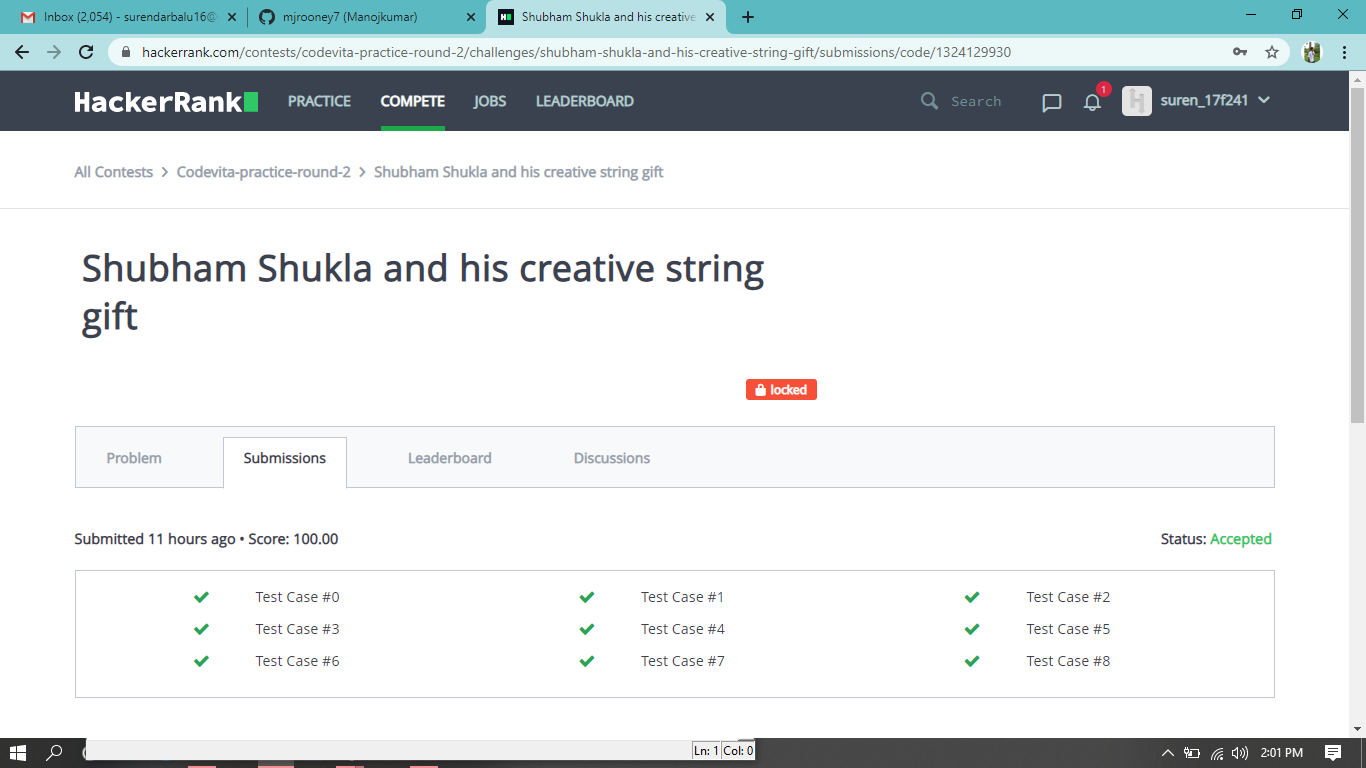 Inbox (2,054) - surendarbalu16@
mjrooney7 (Manojkumar)
Shubham Shukla and his creative
hackerrank.com/contests/codevita-practice-round-2/challenges/shubham-shukla-and-his-creative-string-gift/submissions/code/1324129930
HackerRank PRACTICE COMPETE JOBS LEADERBOARD Search 1 suren_17f241
All Contests > Codevita-practice-round-2 > Shubham Shukla and his creative string gift
Shubham Shukla and his creative string
gift
locked
Problem Submissions Leaderboard Discussions
Submitted 11 hours ago • Score: 100.00 Status: Accepted
Test Case #0 Test Case #1 Test Case #2
Test Case #3 Test Case #4 Test Case #5
Test Case #6 Test Case #7 Test Case #8
Ln: 1 Col: 0
2:01 PM